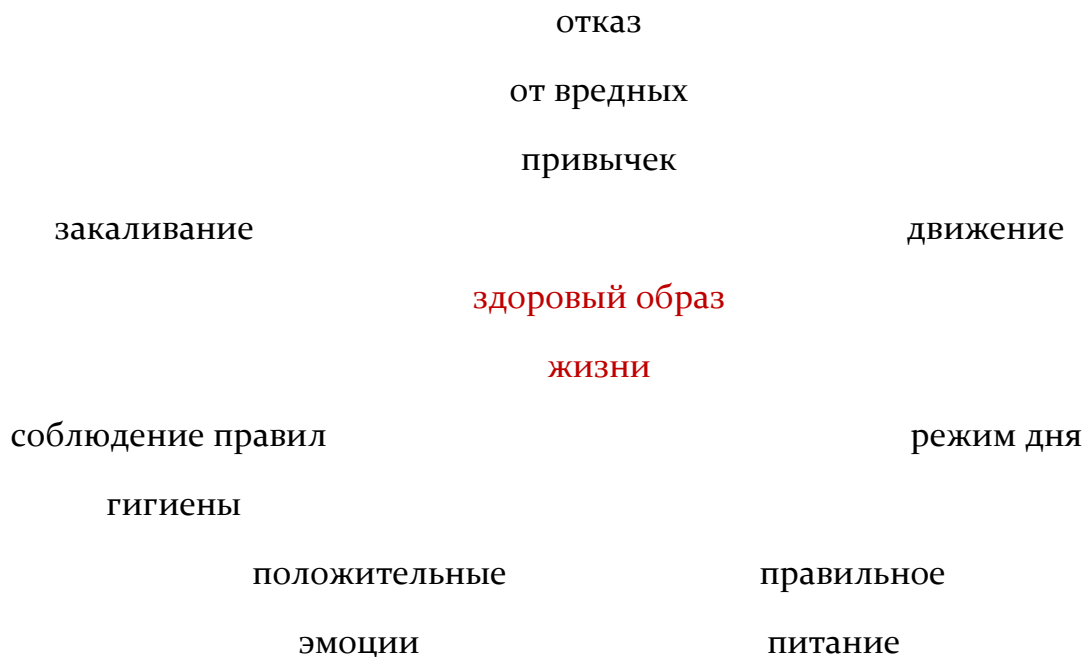 отказ
от вредных
привычек
закаливание движение
здоровый образ
жизни
соблюдение правил режим дня
гигиены
положительные правильное
эмоции питание